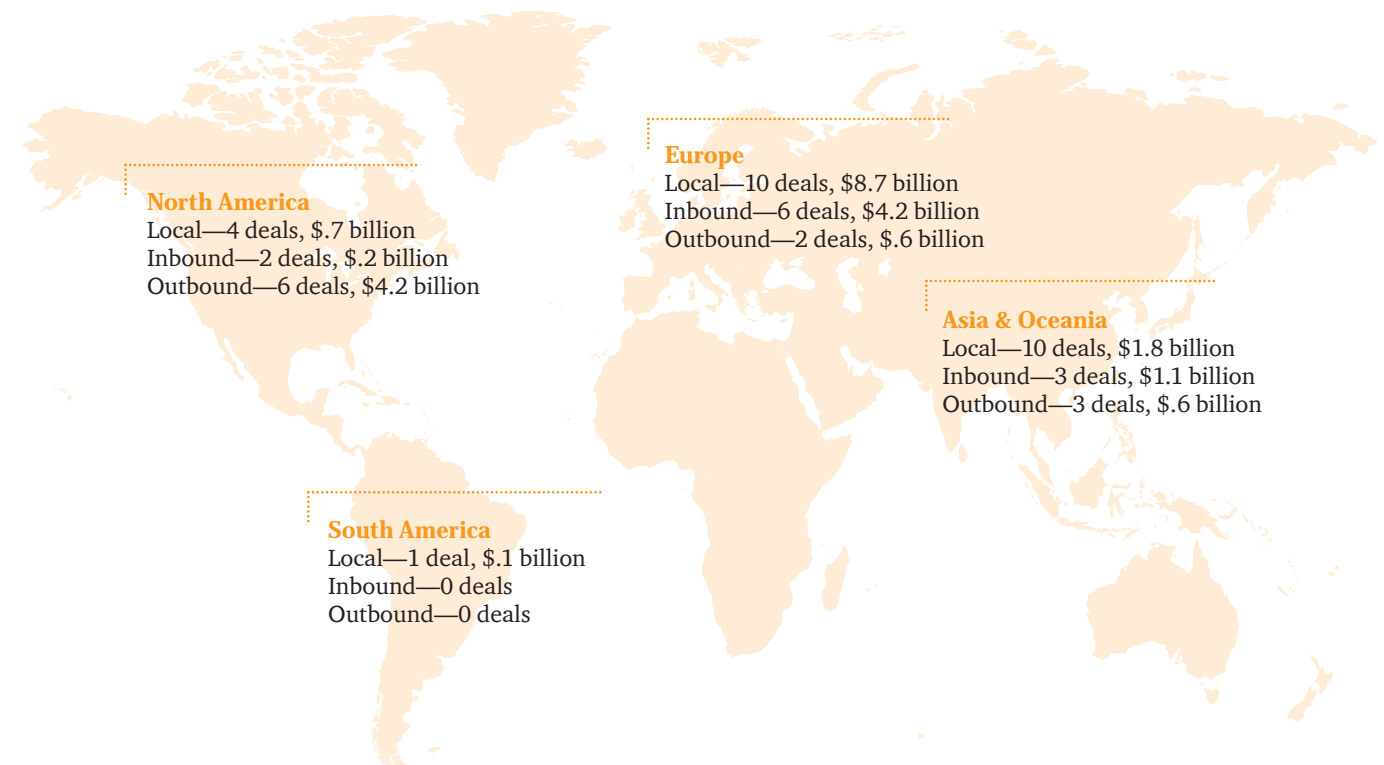 North America
Local—4 deals, $.7 billion
Inbound—2 deals, $.2 billion
Outbound—6 deals, $4.2 billion
Europe
Local—10 deals, $8.7 billion
Inbound—6 deals, $4.2 billion
Outbound—2 deals, $.6 billion
Asia & Oceania
Local—10 deals, $1.8 billion
Inbound—3 deals, $1.1 billion
Outbound—3 deals, $.6 billion
South America
Local—1 deal, $.1 billion
Inbound—0 deals
Outbound—0 deals